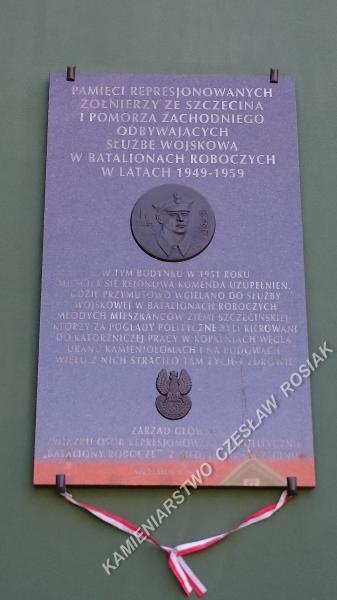 PAMIĘCI REPRESJONOWANYCH
ŻOŁNIERZY ZE SZCZECINA
I POMORZA ZACHODNIEGO
ODBYWAJĄCYCH
SŁUŻBĘ WOJSKOWĄ
W BATALIONACH ROBOCZYCH
W LATACH 1949-1959
W TYM BUDYNKU W 1951 ROKU
MIEŚCIŁA SIĘ REJONOWA KOMENDA UZUPEŁNIEŃ,
GDZIE PRZYMUSOWO WCIELANO DO SŁUŻBY
WOJSKOWEJ W BATALIONACH ROBOCZYCH
MŁODYCH MIESZKAŃCÓW ZIEMI SZCZECIŃSKIEJ
KTÓRZY ZA POGLĄDY POLITYCZNE BYLI KIEROWANI
DO KATORŻNICZEJ PRACY W KOPALNIACH WĘGLA
URANU KAMIENIOŁOMACH I NA BUDOWACH
WIELU Z NICH STRACIŁO TAM ŻYCIE I ZDROWIE
ZARZĄD GŁÓWNY
ZWIĄZKU OSÓB
"BATALIONY ROBOCZE" Z
KAMIENIARSTWO CZESŁAW ROSIAK